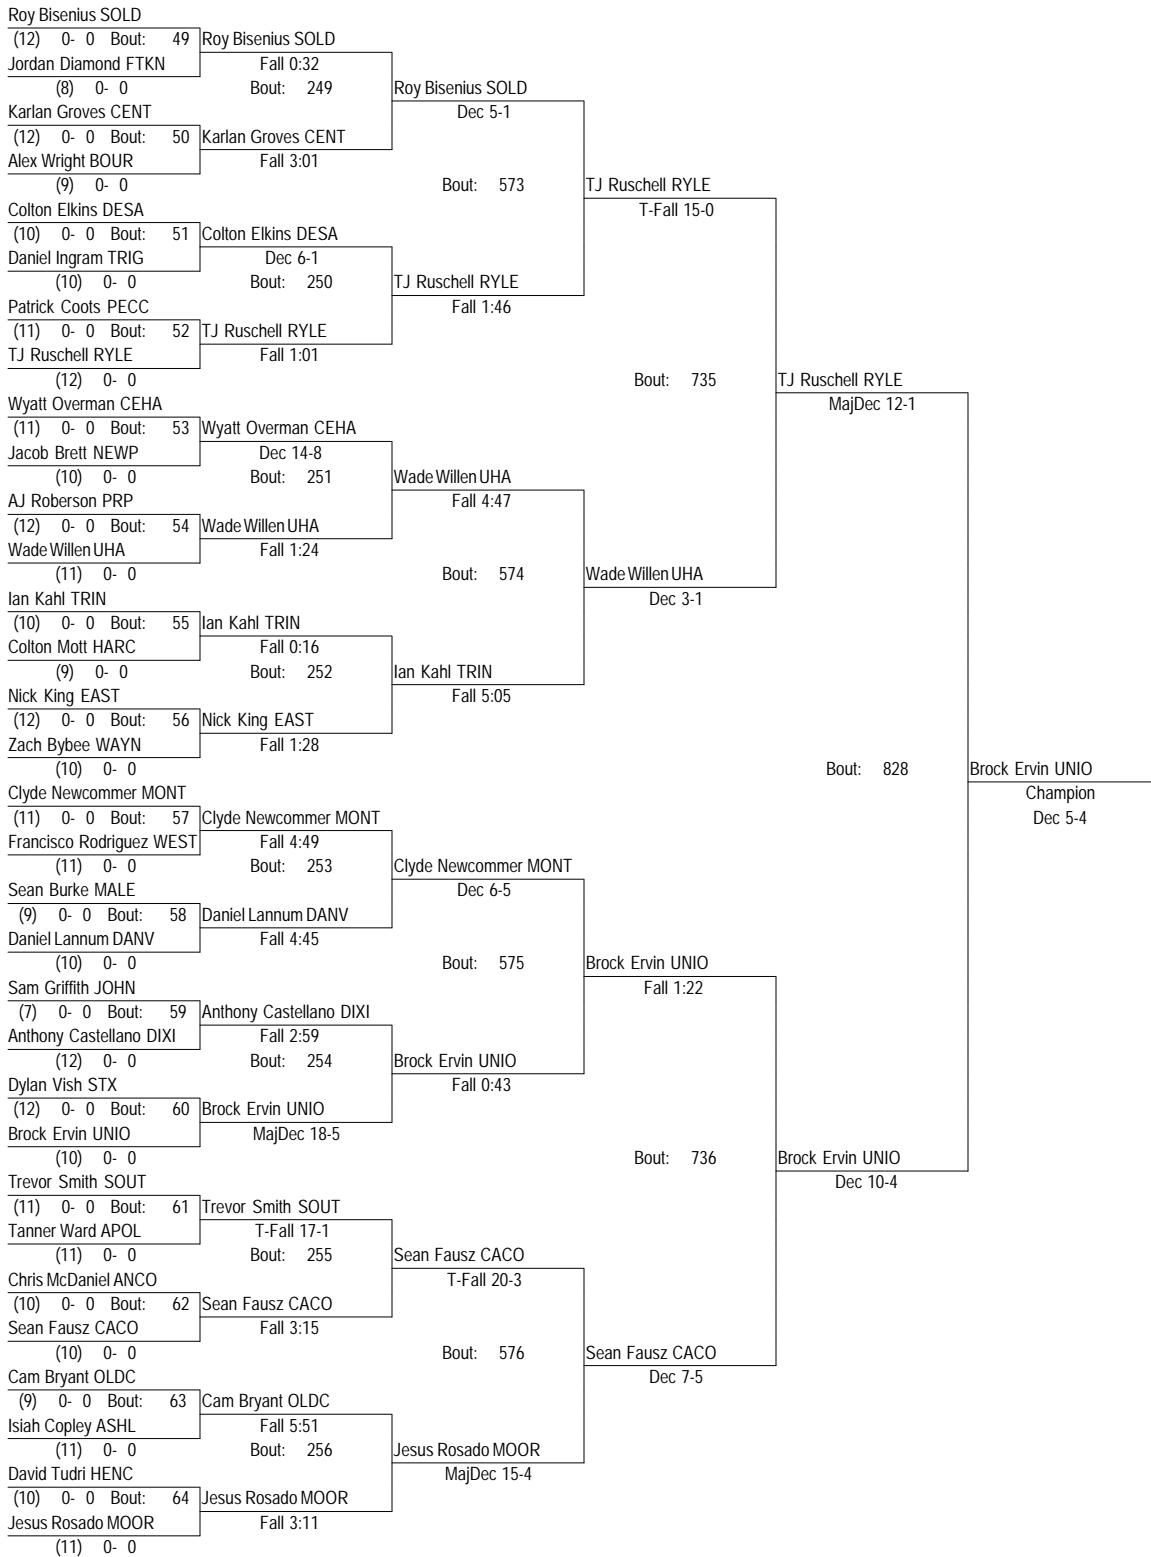 Roy Bisenius SOLD
(12) 0- 0 Bout: 49 Roy Bisenius SOLD
Jordan Diamond FTKN Fall 0:32
(8) 0- 0 Bout: 249 Roy Bisenius SOLD
Karlan Groves CENT Dec 5-1
(12) 0- 0 Bout: 50 Karlan Groves CENT
Alex Wright BOUR Fall 3:01
(9) 0- 0 Bout: 573 TJ Ruschell RYLE
Colton Elkins DESA T-Fall 15-0
(10) 0- 0 Bout: 51 Colton Elkins DESA
Daniel Ingram TRIG Dec 6-1
(10) 0- 0 Bout: 250 TJ Ruschell RYLE
Patrick Coots PECC Fall 1:46
(11) 0- 0 Bout: 52 TJ Ruschell RYLE
TJ Ruschell RYLE Fall 1:01
(12) 0- 0 Bout: 735 TJ Ruschell RYLE
Wyatt Overman CEHA MajDec 12-1
(11) 0- 0 Bout: 53 Wyatt Overman CEHA
Jacob Brett NEWP Dec 14-8
(10) 0- 0 Bout: 251 Wade Willen UHA
AJ Roberson PRP Fall 4:47
(12) 0- 0 Bout: 54 Wade Willen UHA
Wade Willen UHA Fall 1:24
(11) 0- 0 Bout: 574 Wade Willen UHA
Ian Kahl TRIN Dec 3-1
(10) 0- 0 Bout: 55 Ian Kahl TRIN
Colton Mott HARC Fall 0:16
(9) 0- 0 Bout: 252 Ian Kahl TRIN
Nick King EAST Fall 5:05
(12) 0- 0 Bout: 56 Nick King EAST
Zach Bybee WAYN Fall 1:28
(10) 0- 0 Bout: 828 Brock Ervin UNIO
Clyde Newcommer MONT Champion
(11) 0- 0 Bout: 57 Clyde Newcommer MONT Dec 5-4
Francisco Rodriguez WEST Fall 4:49
(11) 0- 0 Bout: 253 Clyde Newcommer MONT
Sean Burke MALE Dec 6-5
(9) 0- 0 Bout: 58 Daniel Lannum DANV
Daniel Lannum DANV Fall 4:45
(10) 0- 0 Bout: 575 Brock Ervin UNIO
Sam Griffith JOHN Fall 1:22
(7) 0- 0 Bout: 59 Anthony Castellano DIXI
Anthony Castellano DIXI Fall 2:59
(12) 0- 0 Bout: 254 Brock Ervin UNIO
Dylan Vish STX Fall 0:43
(12) 0- 0 Bout: 60 Brock Ervin UNIO
Brock Ervin UNIO MajDec 18-5
(10) 0- 0 Bout: 736 Brock Ervin UNIO
Trevor Smith SOUT Dec 10-4
(11) 0- 0 Bout: 61 Trevor Smith SOUT
Tanner Ward APOL T-Fall 17-1
(11) 0- 0 Bout: 255 Sean Fausz CACO
Chris McDaniel ANCO T-Fall 20-3
(10) 0- 0 Bout: 62 Sean Fausz CACO
Sean Fausz CACO Fall 3:15
(10) 0- 0 Bout: 576 Sean Fausz CACO
Cam Bryant OLDC Dec 7-5
(9) 0- 0 Bout: 63 Cam Bryant OLDC
Isiah Copley ASHL Fall 5:51
(11) 0- 0 Bout: 256 Jesus Rosado MOOR
David Tudri HENC MajDec 15-4
(10) 0- 0 Bout: 64 Jesus Rosado MOOR
Jesus Rosado MOOR Fall 3:11
(11) 0- 0